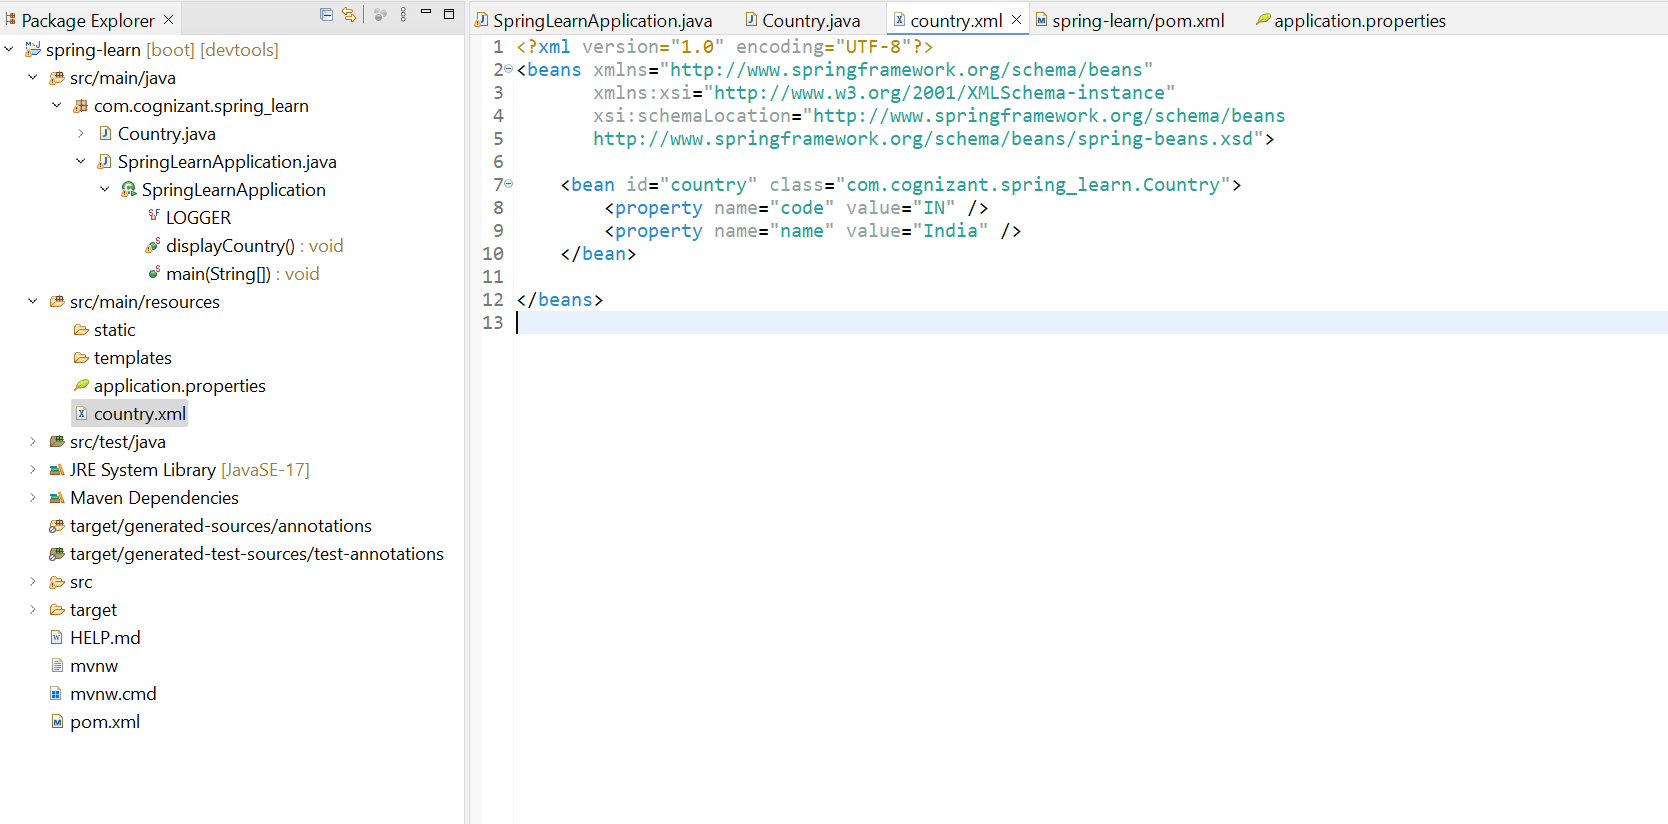 Package Explorer
spring-learn [boot] [devtools]
src/main/java
com.cognizant.spring_learn
Country.java
SpringLearnApplication.java
SpringLearnApplication
LOGGER
displayCountry() : void
main(String[]) : void
src/main/resources
static
templates
application.properties
country.xml
src/test/java
JRE System Library [JavaSE-17]
Maven Dependencies
target/generated-sources/annotations
target/generated-test-sources/test-annotations
src
target
HELP.md
mvnw
mvnw.cmd
pom.xml
SpringLearnApplication.java Country.java country.xml spring-learn/pom.xml application.properties
1 <?xml version="1.0" encoding="UTF-8"?>
2 <beans xmlns="http://www.springframework.org/schema/beans"
3 xmlns:xsi="http://www.w3.org/2001/XMLSchema-instance"
4 xsi:schemaLocation="http://www.springframework.org/schema/beans
5 http://www.springframework.org/schema/beans/spring-beans.xsd">
6
7 <bean id="country" class="com.cognizant.spring_learn.Country">
8 <property name="code" value="IN" />
9 <property name="name" value="India" />
10 </bean>
11
12 </beans>
13